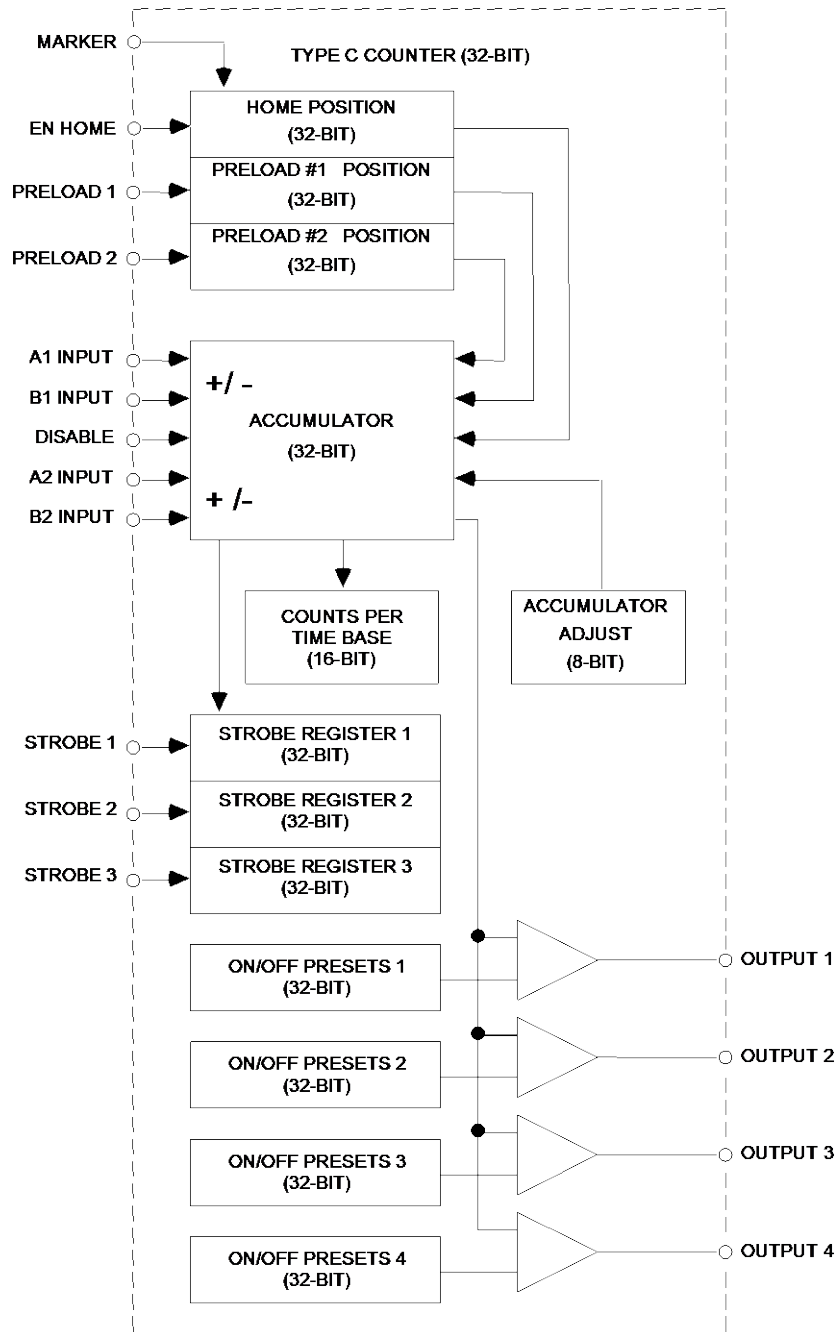 MARKER
TYPE C COUNTER (32-BIT)
HOME POSITION
(32-BIT)
EN HOME
PRELOAD #1 POSITION
(32-BIT)
PRELOAD 1
PRELOAD #2 POSITION
(32-BIT)
PRELOAD 2
A1 INPUT
+/ -
B1 INPUT
ACCUMULATOR
(32-BIT)
DISABLE
A2 INPUT
+ /-
B2 INPUT
COUNTS PER
TIME BASE
(16-BIT)
ACCUMULATOR
ADJUST
(8-BIT)
STROBE 1
STROBE REGISTER 1
(32-BIT)
STROBE 2
STROBE REGISTER 2
(32-BIT)
STROBE 3
STROBE REGISTER 3
(32-BIT)
ON/OFF PRESETS 1
(32-BIT)
OUTPUT 1
ON/OFF PRESETS 2
(32-BIT)
OUTPUT 2
ON/OFF PRESETS 3
(32-BIT)
OUTPUT 3
ON/OFF PRESETS 4
(32-BIT)
OUTPUT 4